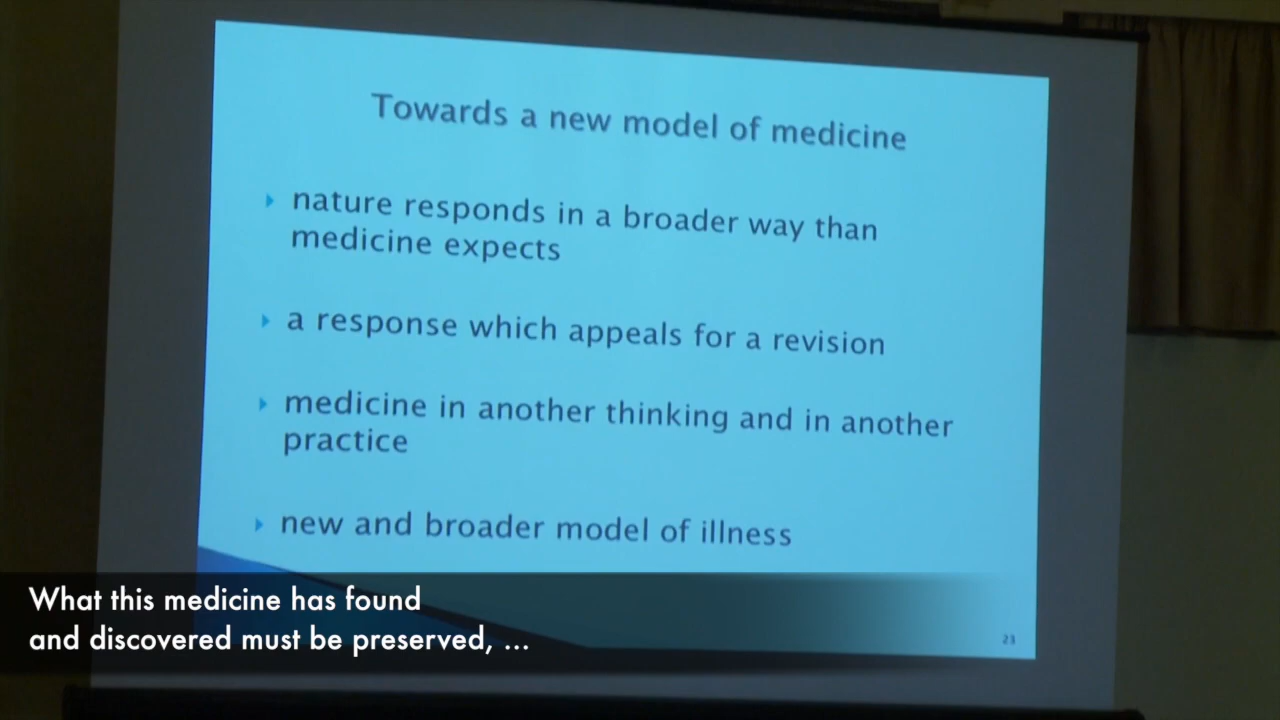 Towards a new model of medicine
nature responds in a broader way than
medicine expects
a response which appeals for a revision
medicine in another thinking and in another
practice
new and broader model of illness
23
What this medicine has found
and discovered must be preserved, ...